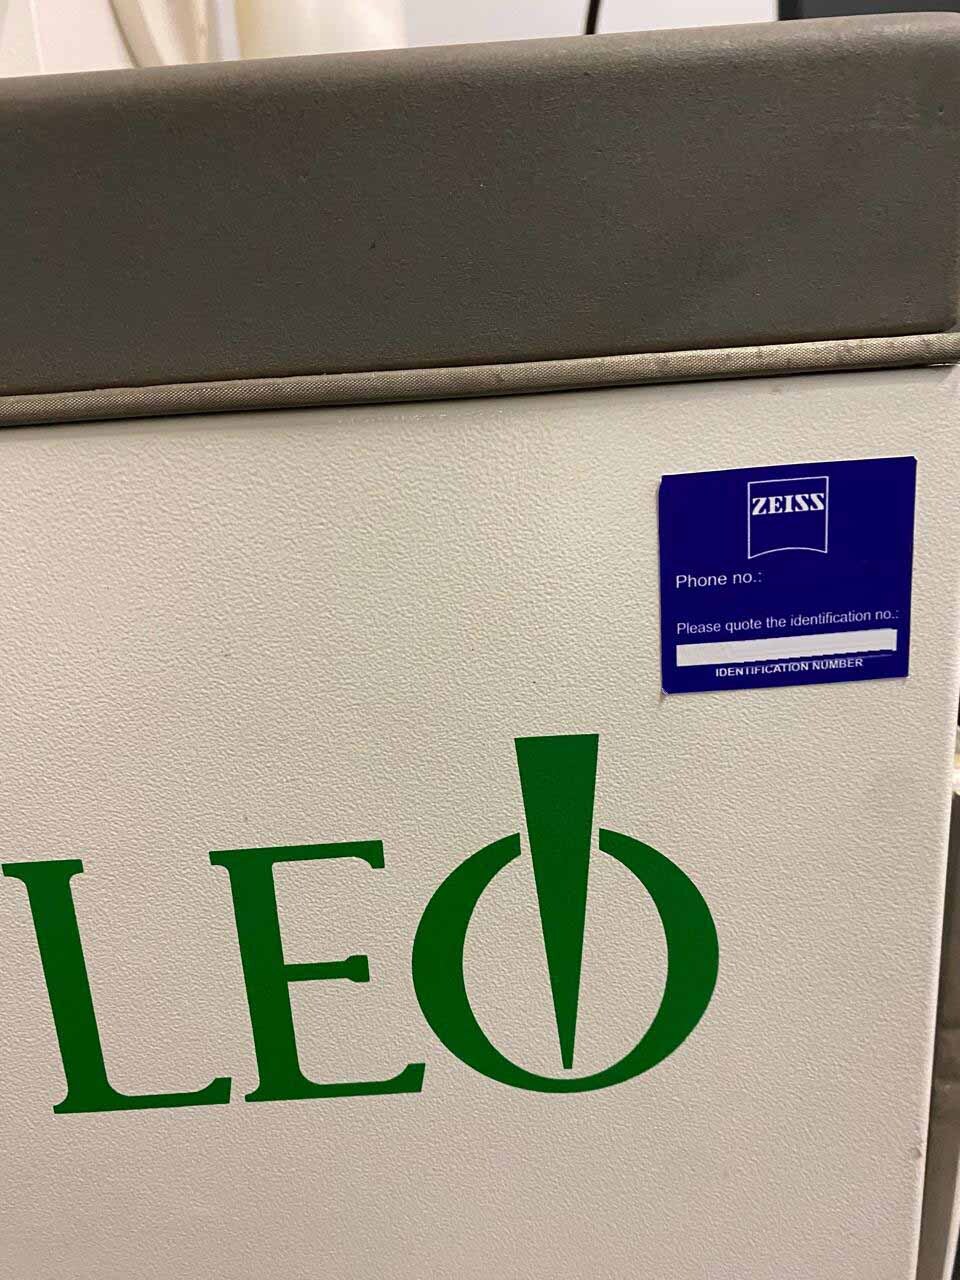 ZEISS
Phone no.:
Please quote the identification no.:
IDENTIFICATION NUMBER
LEO